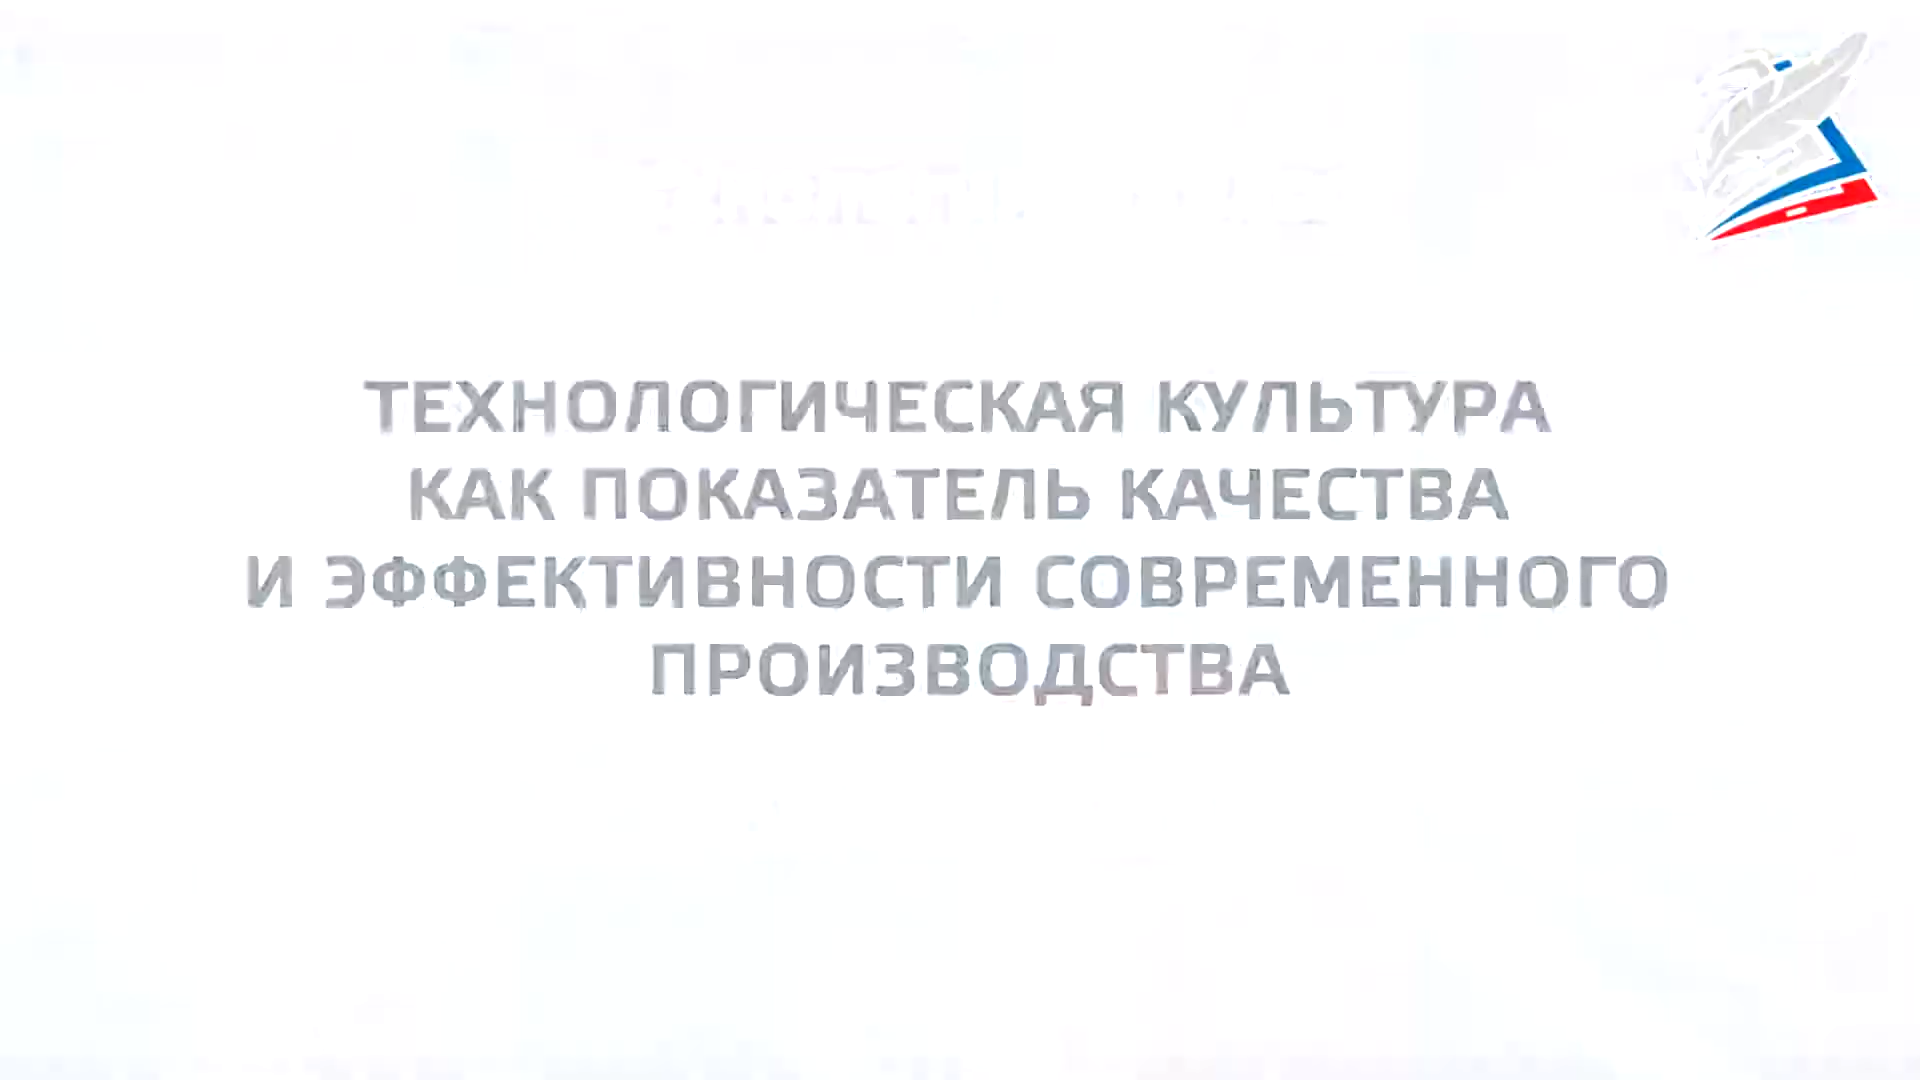 ТЕХНОЛОГИЧЕСКАЯ КУЛЬТУРА
КАК ПОКАЗАТЕЛЬ КАЧЕСТВА
И ЭФФЕКТИВНОСТИ СОВРЕМЕННОГО
ПРОИЗВОДСТВА